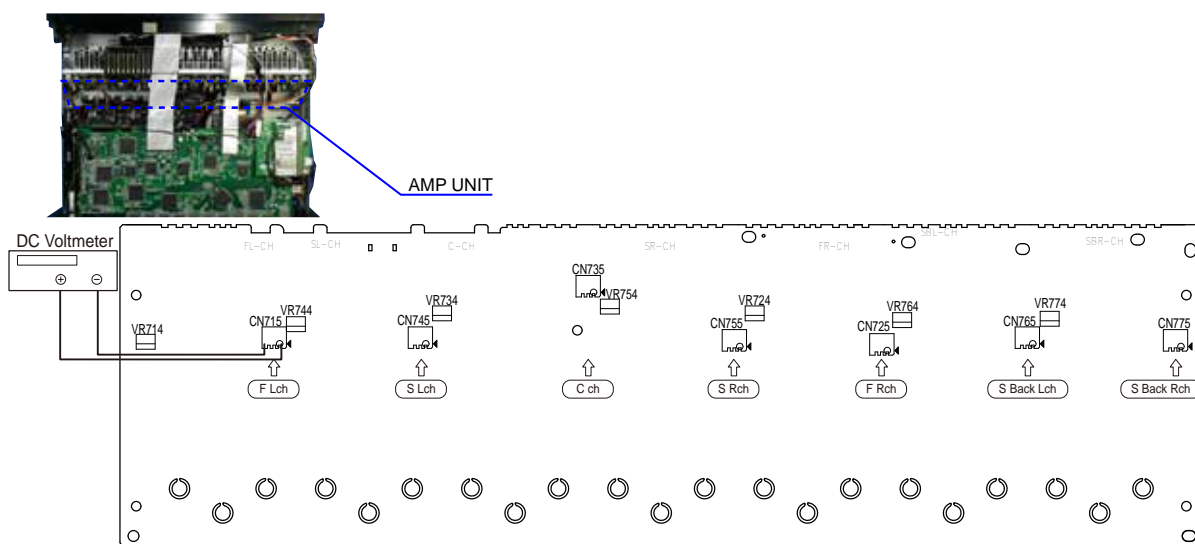 AMP UNIT
DC Voltmeter
FL-CH
SL-CH
C-CH
SR-CH
FR-CH
SBL-CH
SBR-CH
CN735
VR754
VR714
CN715
VR744
CN745
VR734
CN755
VR724
CN725
VR764
CN765
VR774
CN775
F Lch
S Lch
C ch
S Rch
F Rch
S Back Lch
S Back Rch